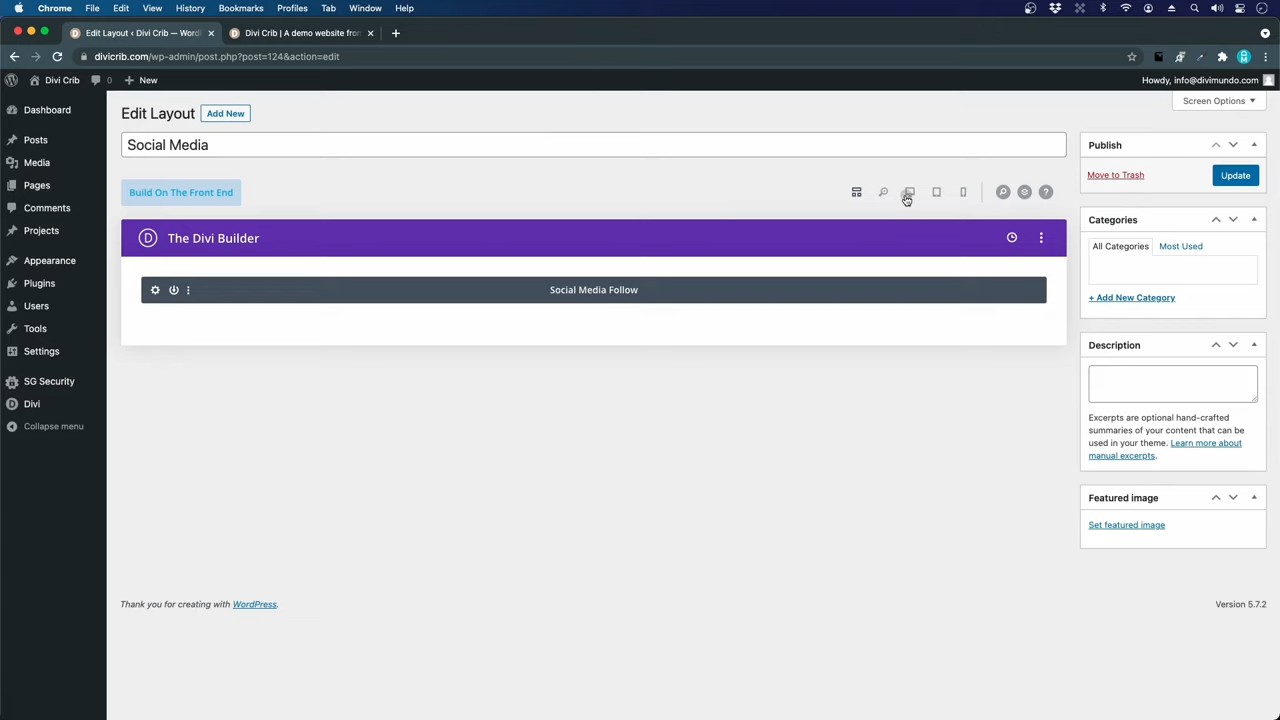 Chrome File Edit View History Bookmarks Profiles Tab Window Help
Edit Layout ‹ Divi Crib — Word
Divi Crib | A demo website from
divicrib.com/wp-admin/post.php?post=124&action=edit
Divi Crib 0 New
Howdy, info@divimundo.com
Screen Options
Dashboard
Posts
Media
Pages
Comments
Projects
Appearance
Plugins
Users
Tools
Settings
SG Security
Divi
Collapse menu
Edit Layout Add New
Social Media
Build On The Front End
The Divi Builder
Social Media Follow
Publish
Move to Trash Update
Categories
All Categories Most Used
+ Add New Category
Description
Excerpts are optional hand-crafted
summaries of your content that can be
used in your theme. Learn more about
manual excerpts.
Featured image
Set featured image
Thank you for creating with WordPress.
Version 5.7.2